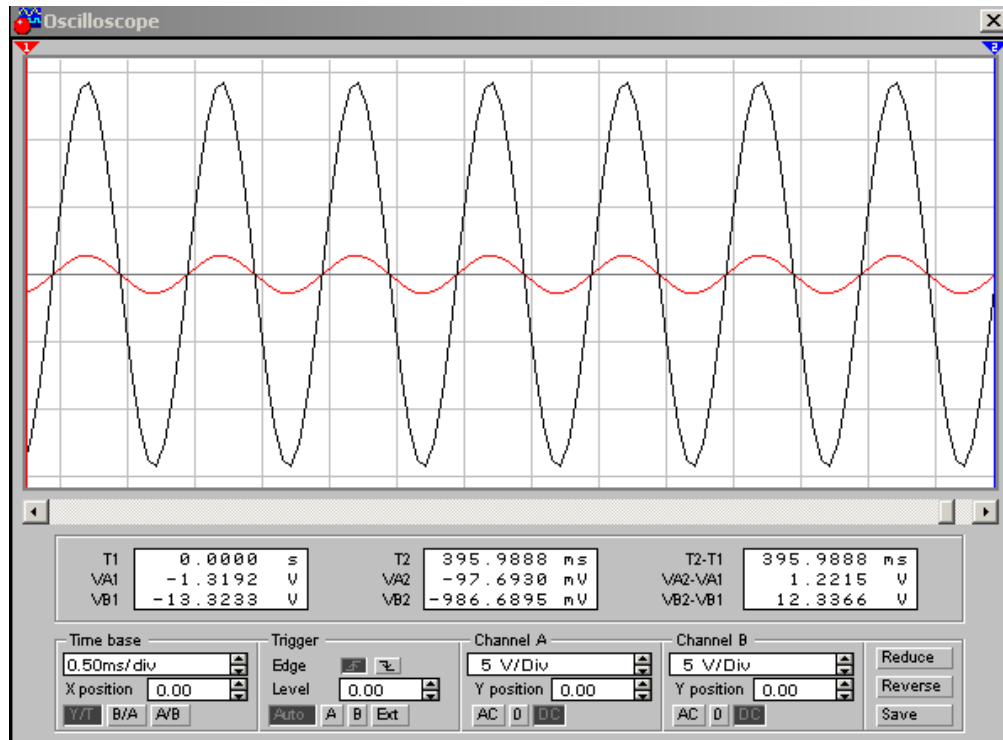 Oscilloscope
1 2
T1 0.0000 s T2 395.9888 ms T2-T1 395.9888 ms
VA1 -1.3192 V VA2 -97.6930 mV VA2-VA1 1.2215 V
VB1 -13.3233 V VB2 -986.6895 mV VB2-VB1 12.3366 V
Time base Trigger Channel A Channel B
0.50ms/div Edge 5 V/Div 5 V/Div Reduce
X position 0.00 Level 0.00 Y position 0.00 Y position 0.00 Reverse
Y/T B/A A/B Auto A B Ext AC 0 DC AC 0 DC Save